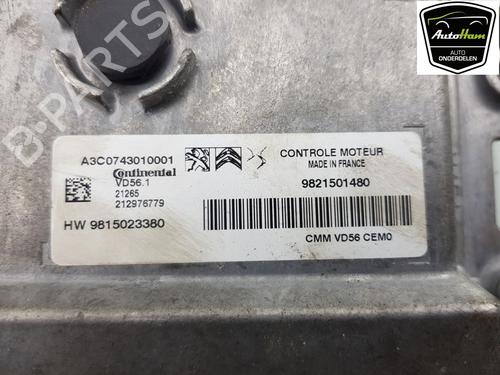 AutoHam
AUTO
ONDERDELEN
B-PARTS
A3C0743010001
Continental
VD56.1
21265
212976779
HW 9815023380
CONTROLE MOTEUR
MADE IN FRANCE
9821501480
CMM VD56 CEM0